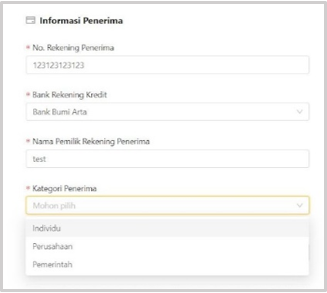 Informasi Penerima
* No. Rekening Penerima
123123123123
* Bank Rekening Kredit
Bank Bumi Arta
* Nama Pemilik Rekening Penerima
test
* Kategori Penerima
Mohon pilih
Individu
Perusahaan
Pemerintah